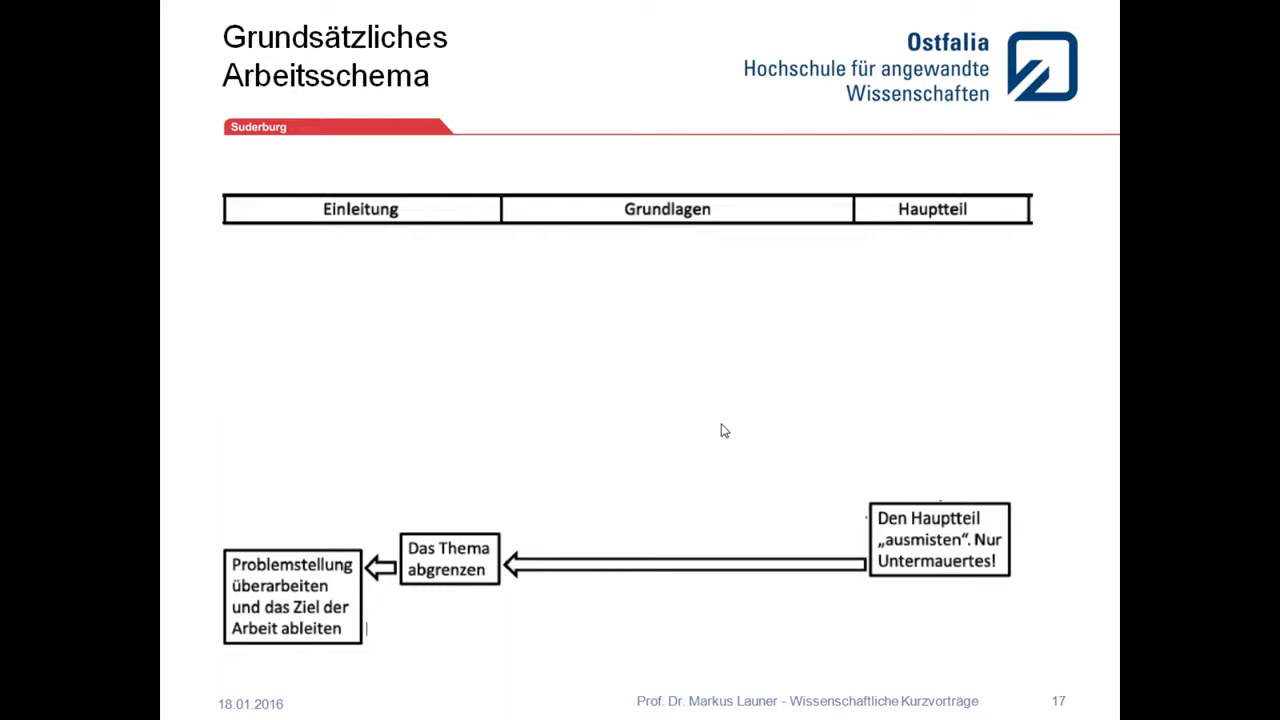 Grundsätzliches
Arbeitsschema
Ostfalia
Hochschule für angewandte
Wissenschaften
Suderburg
Einleitung
Grundlagen
Hauptteil
Den Hauptteil
„ausmisten“. Nur
Untermauertes!
Das Thema
abgrenzen
Problemstellung
überarbeiten
und das Ziel der
Arbeit ableiten
18.01.2016
Prof. Dr. Markus Launer - Wissenschaftliche Kurzvorträge
17